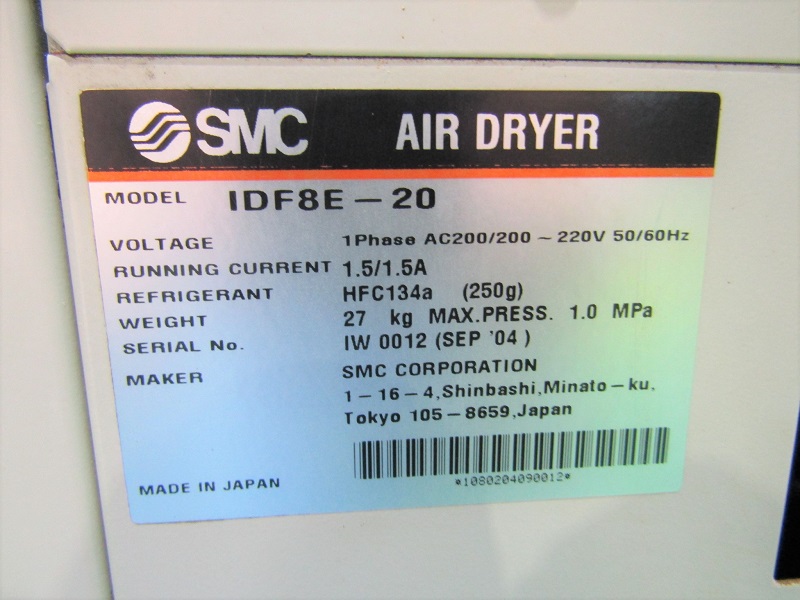 SMC AIR DRYER
MODEL IDF8E-20
VOLTAGE 1Phase AC200/200 ~ 220V 50/60Hz
RUNNING CURRENT 1.5/1.5A
REFRIGERANT HFC134a (250g)
WEIGHT 27 kg MAX.PRESS. 1.0 MPa
SERIAL No. IW 0012 (SEP '04 )
MAKER SMC CORPORATION
1-16-4,Shinbashi,Minato-ku,
Tokyo 105-8659,Japan
*1080204090012*
MADE IN JAPAN